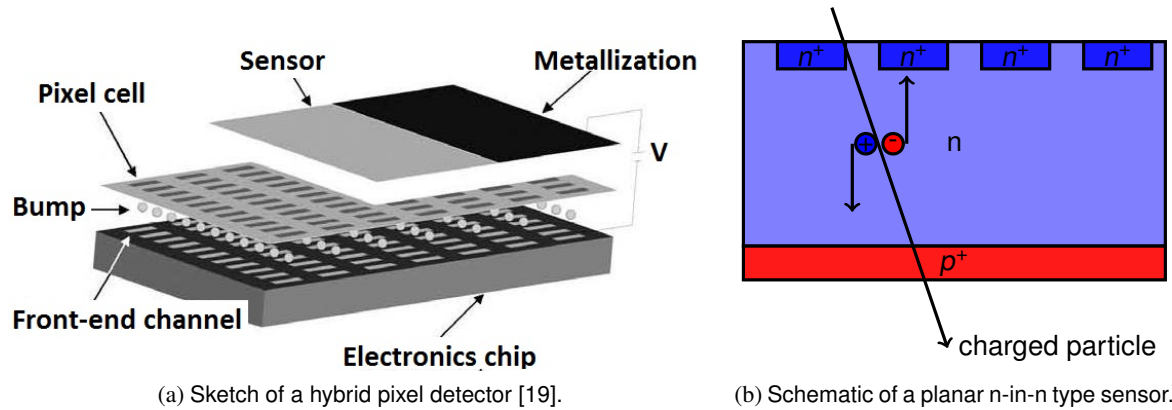 Sensor
Metallization
Pixel cell
V
Bump
Front-end channel
Electronics chip
(a) Sketch of a hybrid pixel detector [19].
n+ n+ n+ n+
+ -
n
p+
charged particle
(b) Schematic of a planar n-in-n type sensor.